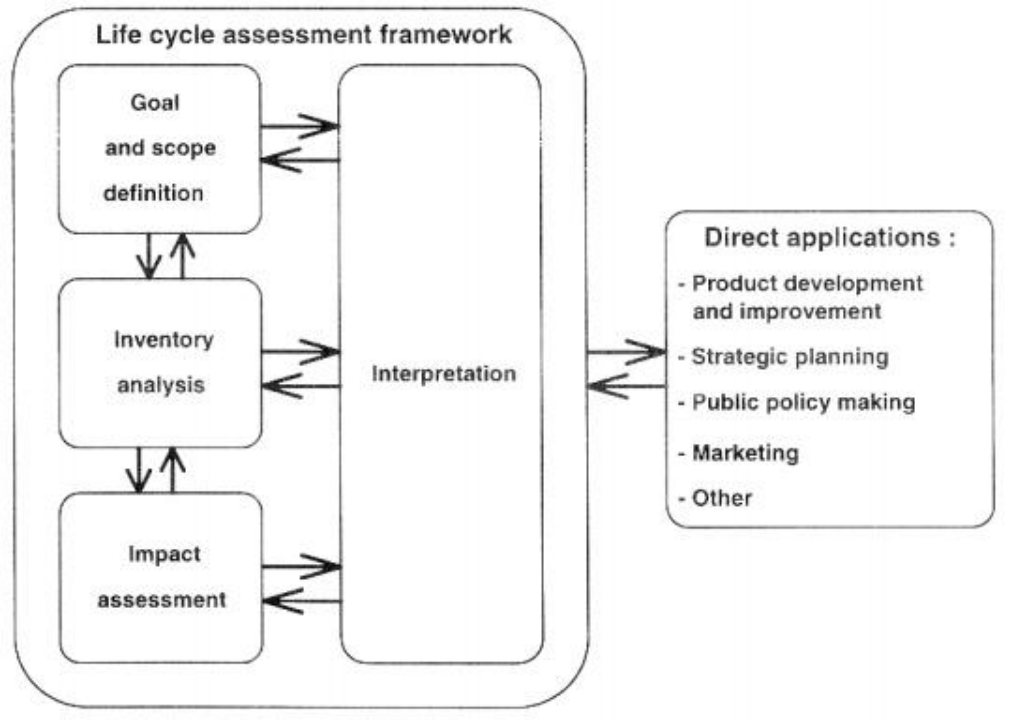 Life cycle assessment framework
Goal
and scope
definition
Inventory
analysis
Impact
assessment
Interpretation
Direct applications :
- Product development
and improvement
- Strategic planning
- Public policy making
- Marketing
- Other